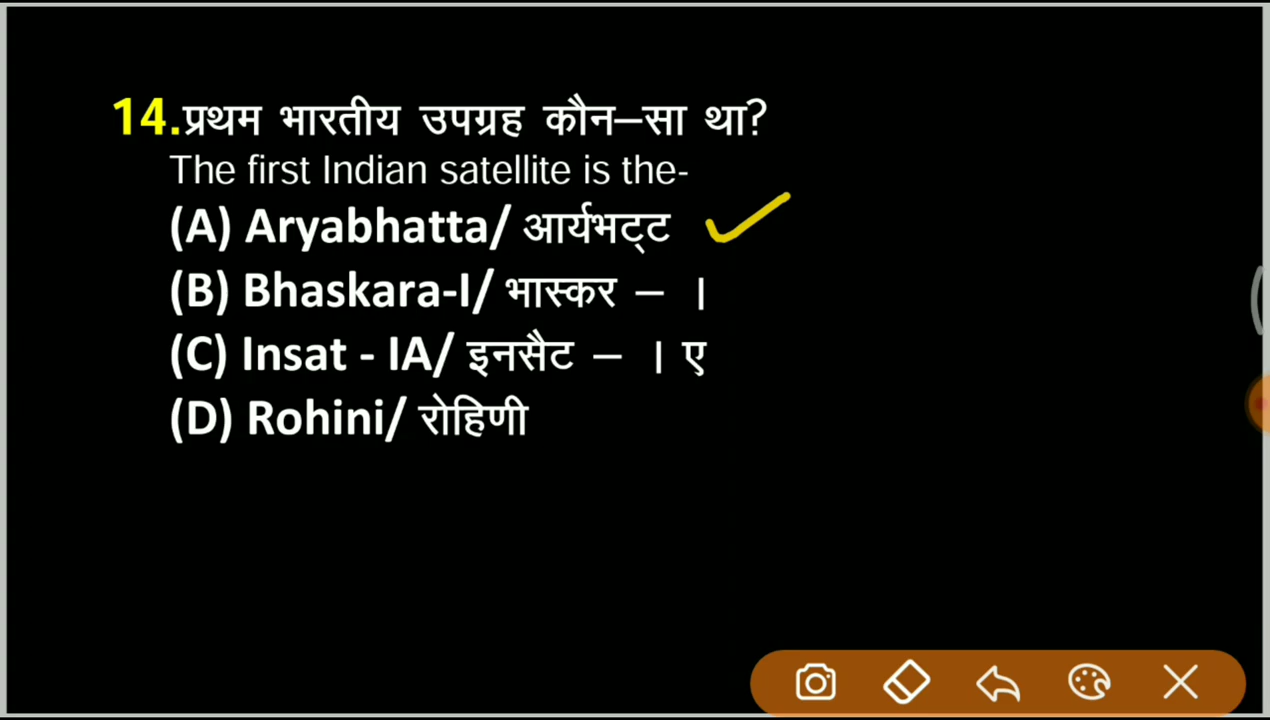 14.प्रथम भारतीय उपग्रह कौन–सा था?
The first Indian satellite is the-
(A) Aryabhatta/ आर्यभट्‌ट
(B) Bhaskara-I/ भास्कर – ।
(C) Insat - IA/ इनसैट – । ए
(D) Rohini/ रोहिणी